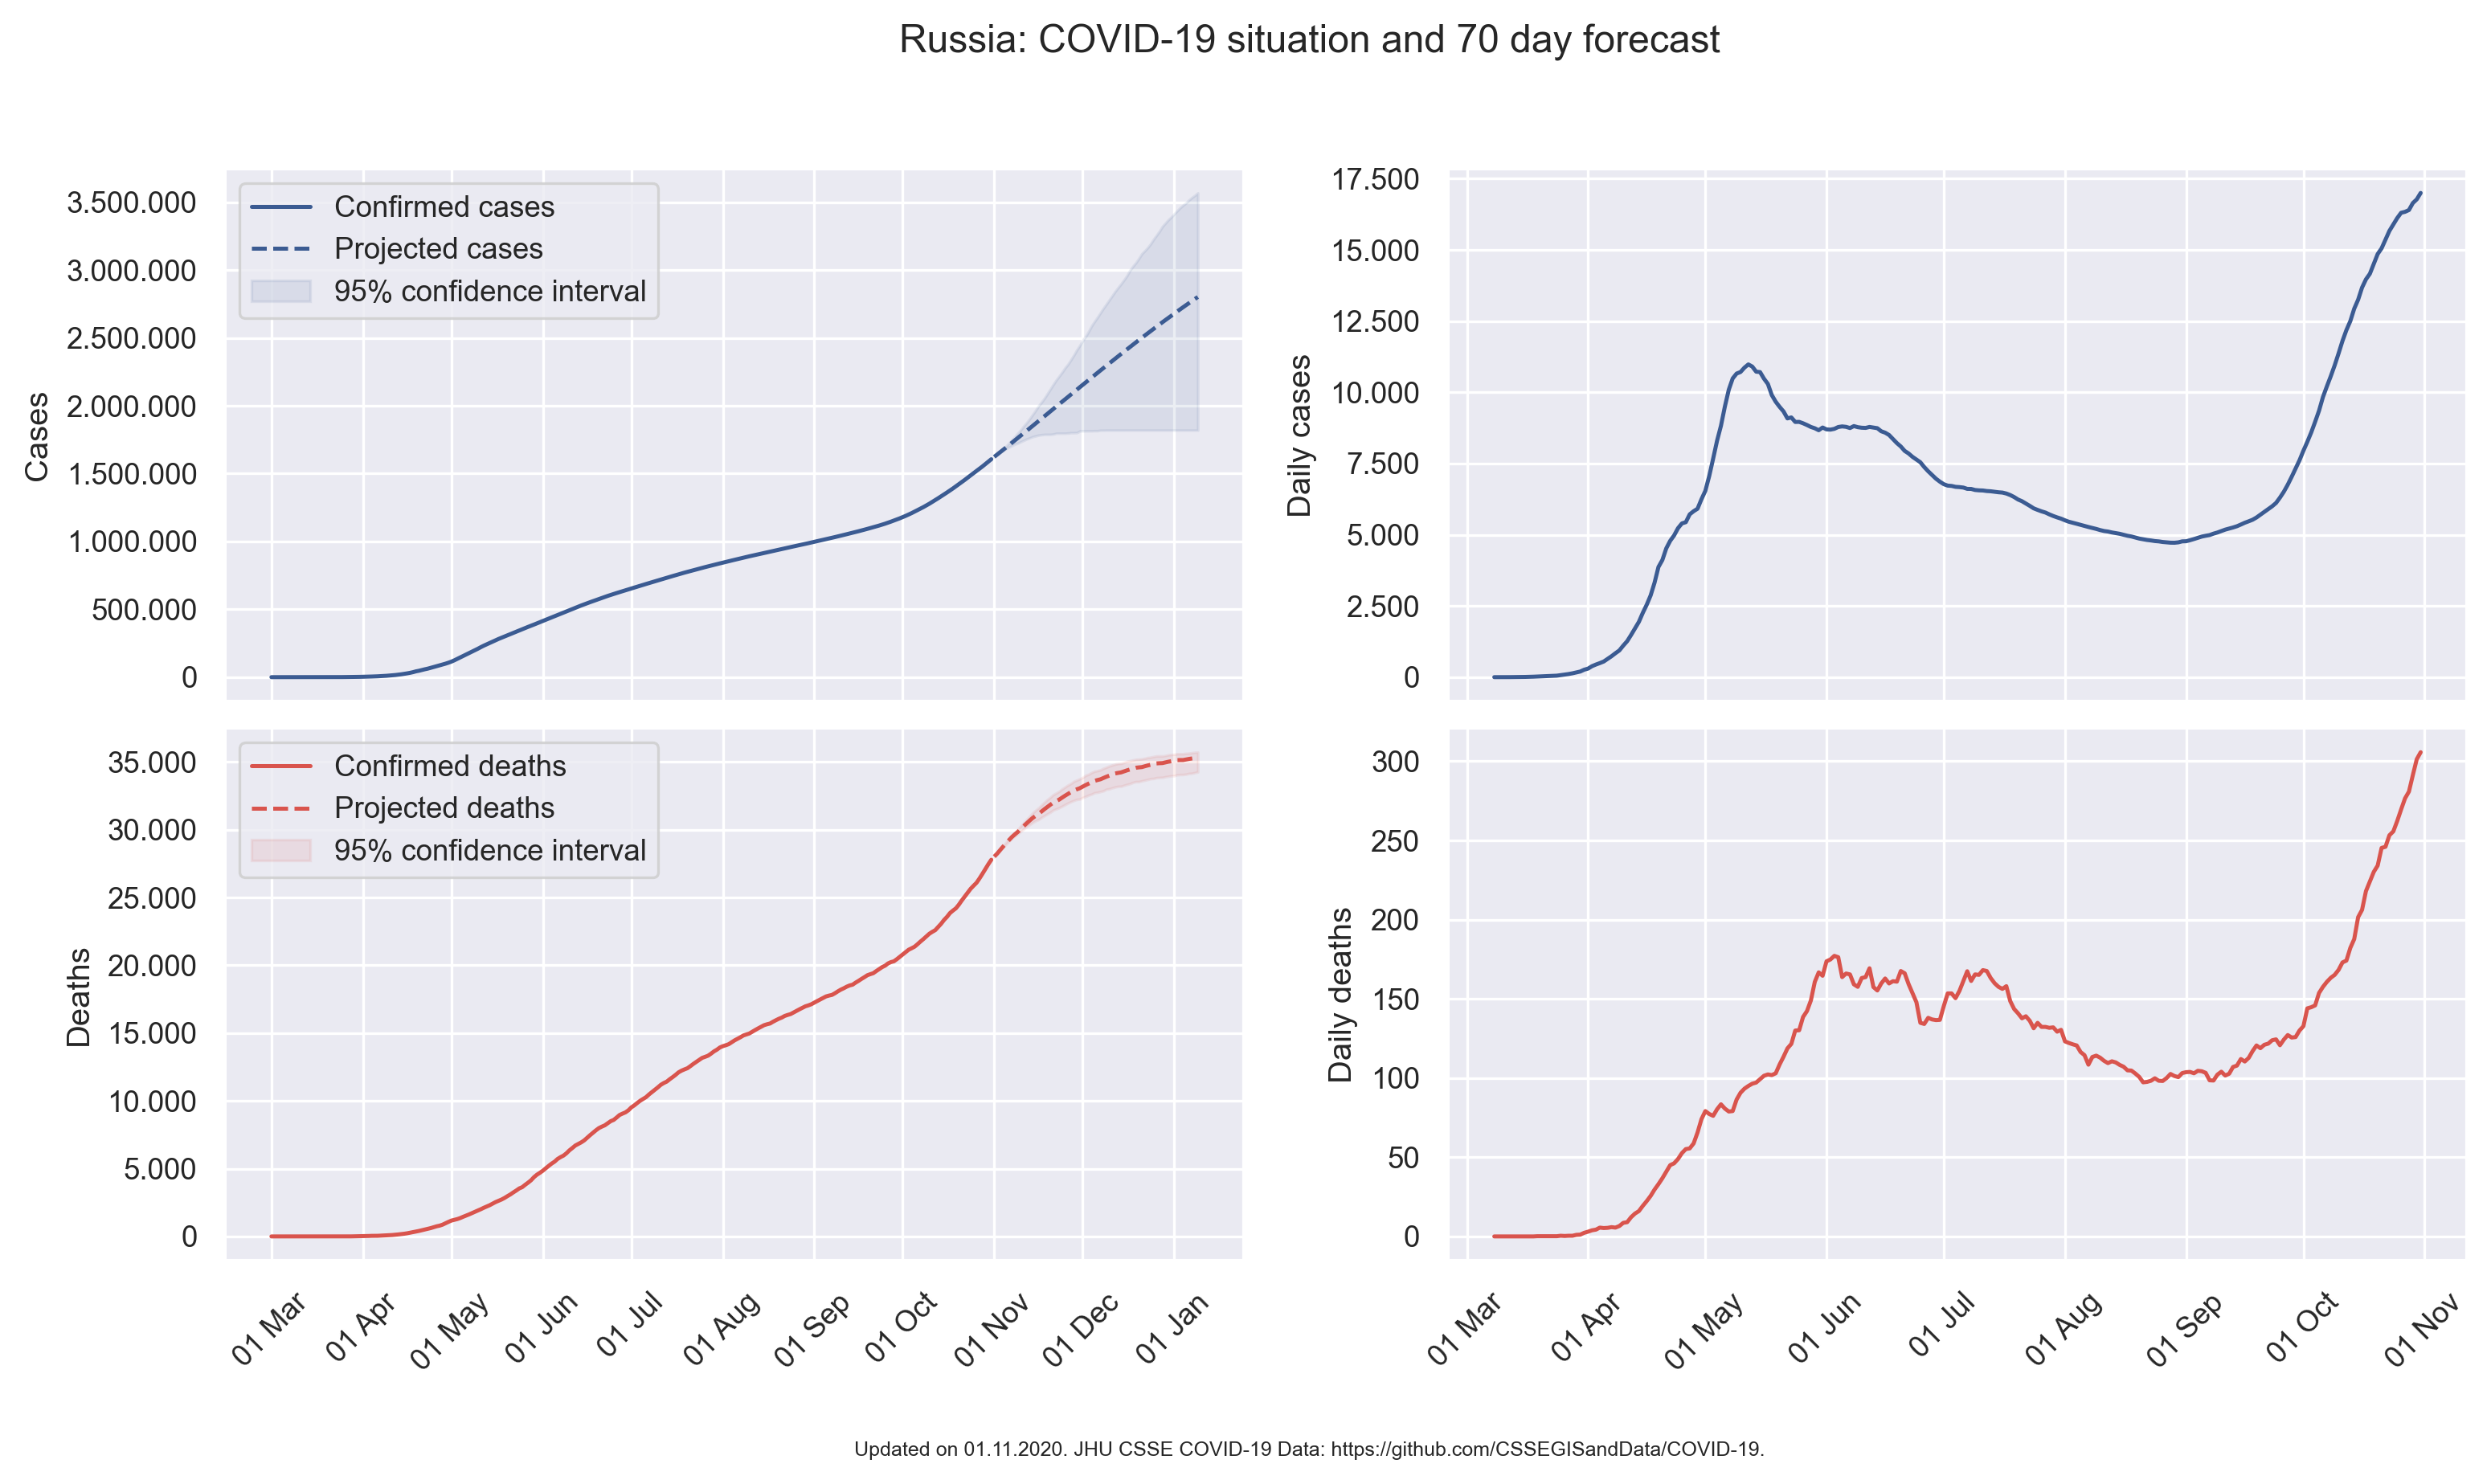 Russia: COVID-19 situation and 70 day forecast
3.500.000
3.000.000
2.500.000
2.000.000
1.500.000
1.000.000
500.000
0
Cases
Confirmed cases
Projected cases
95% confidence interval
17.500
15.000
12.500
10.000
7.500
5.000
2.500
0
Daily cases
35.000
30.000
25.000
20.000
15.000
10.000
5.000
0
Deaths
Confirmed deaths
Projected deaths
95% confidence interval
01 Mar
01 Apr
01 May
01 Jun
01 Jul
01 Aug
01 Sep
01 Oct
01 Nov
01 Dec
01 Jan
300
250
200
150
100
50
0
Daily deaths
01 Mar
01 Apr
01 May
01 Jun
01 Jul
01 Aug
01 Sep
01 Oct
01 Nov
Updated on 01.11.2020. JHU CSSE COVID-19 Data: https://github.com/CSSEGISandData/COVID-19.